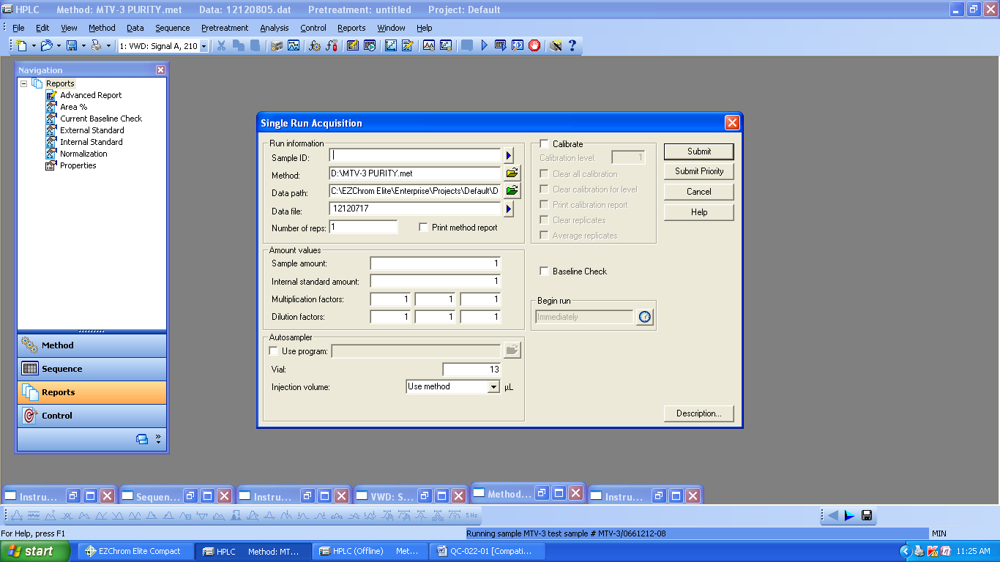 HPLC Method: MTV-3 PURITY.met Data: 12120805.dat Pretreatment: untitled Project: Default
File Edit View Method Data Sequence Pretreatment Analysis Control Reports Window Help
1: VWD: Signal A, 210
Navigation
Reports
Advanced Report
Area %
Current Baseline Check
External Standard
Internal Standard
Normalization
Properties
Method
Sequence
Reports
Control
Single Run Acquisition
Run information
Sample ID:
Method: D:\MTV-3 PURITY.met
Data path: C:\EZChrom Elite\Enterprise\Projects\Default\D
Data file: 12120717
Number of reps: 1 Print method report
Amount values
Sample amount: 1
Internal standard amount: 1
Multiplication factors: 1 1 1
Dilution factors: 1 1 1
Autosampler
Use program:
Vial: 13
Injection volume: Use method µL
Calibrate
Calibration level: 1
Clear all calibration
Clear calibration for level
Print calibration report
Clear replicates
Average replicates
Baseline Check
Begin run
Immediately
Submit
Submit Priority
Cancel
Help
Description...
Instru... Sequen... Instru... VWD: S... Method... Instru...
5 Hz
For Help, press F1 Running sample MTV-3 test sample # MTV-3/0661212-08 MIN
start EZChrom Elite Compact HPLC Method: MT... HPLC (Offline) Met... QC-022-01 [Compati... 11:25 AM